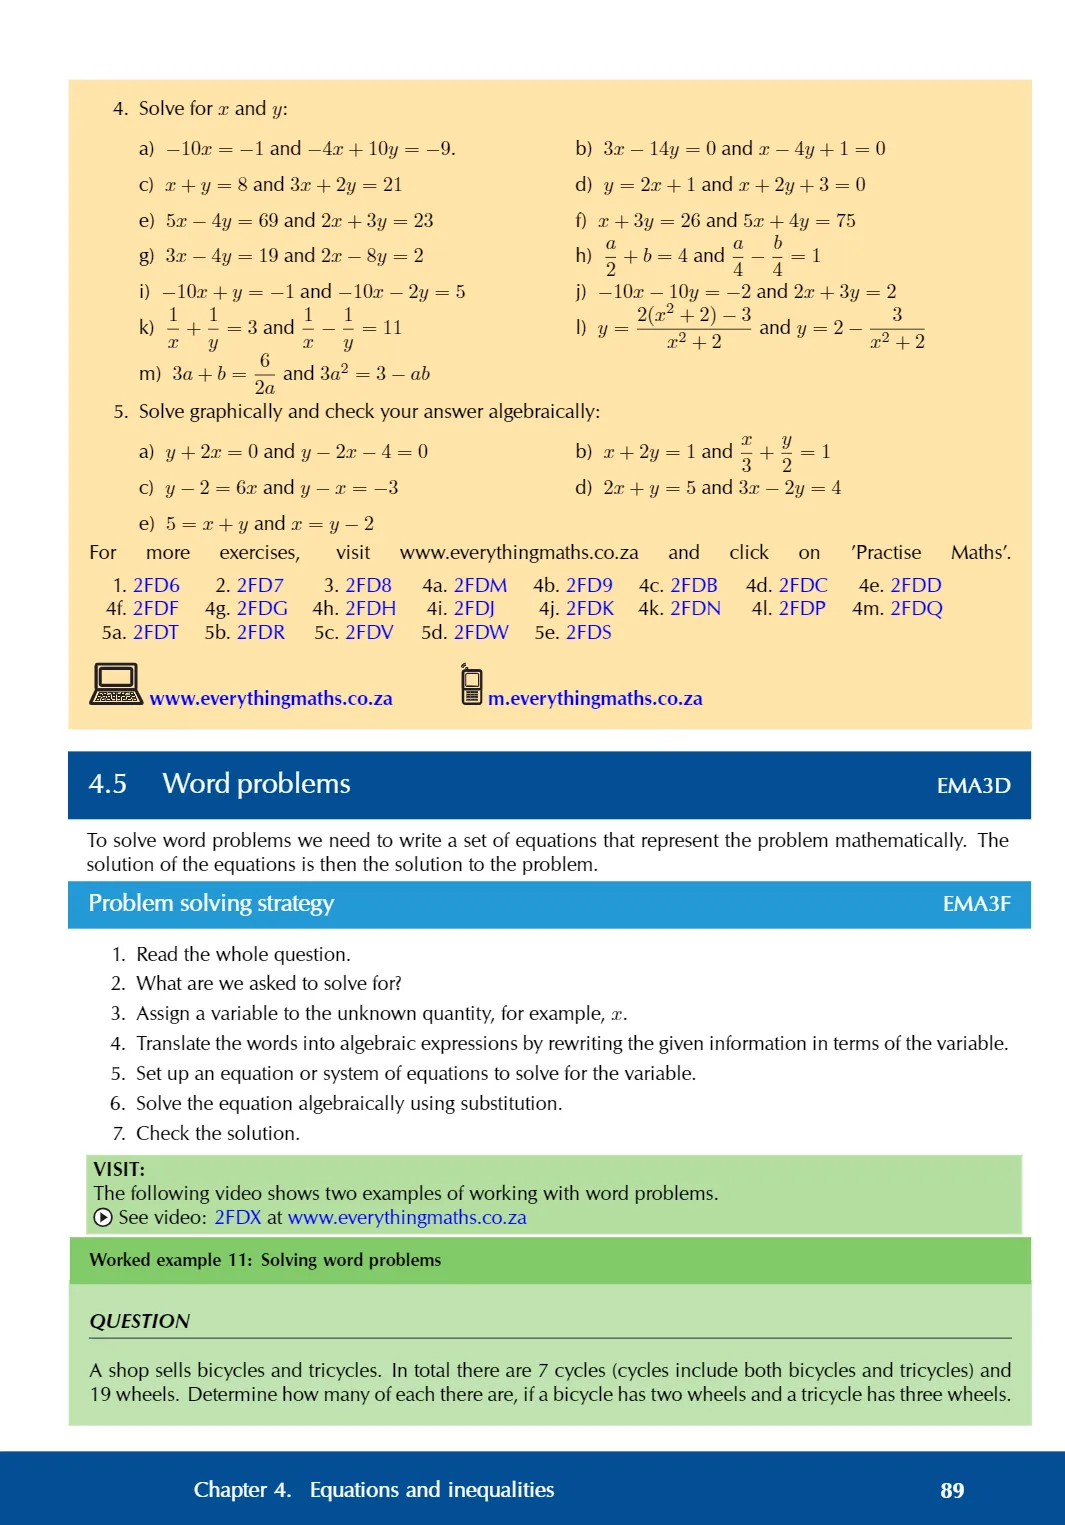 4. Solve for x and y:
a) −10x = −1 and −4x + 10y = −9.
b) 3x − 14y = 0 and x − 4y + 1 = 0
c) x + y = 8 and 3x + 2y = 21
d) y = 2x + 1 and x + 2y + 3 = 0
e) 5x − 4y = 69 and 2x + 3y = 23
f) x + 3y = 26 and 5x + 4y = 75
g) 3x − 4y = 19 and 2x − 8y = 2
h) a/2 + b = 4 and a/4 − b/4 = 1
i) −10x + y = −1 and −10x − 2y = 5
j) −10x − 10y = −2 and 2x + 3y = 2
k) 1/x + 1/y = 3 and 1/x − 1/y = 11
l) y = (2(x² + 2) − 3)/(x² + 2) and y = 2 − 3/(x² + 2)
m) 3a + b = 6/2a and 3a² = 3 − ab
5. Solve graphically and check your answer algebraically:
a) y + 2x = 0 and y − 2x − 4 = 0
b) x + 2y = 1 and x/3 + y/2 = 1
c) y − 2 = 6x and y − x = −3
d) 2x + y = 5 and 3x − 2y = 4
e) 5 = x + y and x = y − 2
For more exercises, visit www.everythingmaths.co.za and click on 'Practise Maths'.
1. 2FD6 2. 2FD7 3. 2FD8 4a. 2FDM 4b. 2FD9 4c. 2FDB 4d. 2FDC 4e. 2FDD
4f. 2FDF 4g. 2FDG 4h. 2FDH 4i. 2FDJ 4j. 2FDK 4k. 2FDN 4l. 2FDP 4m. 2FDQ
5a. 2FDT 5b. 2FDR 5c. 2FDV 5d. 2FDW 5e. 2FDS
www.everythingmaths.co.za m.everythingmaths.co.za
4.5 Word problems EMA3D
To solve word problems we need to write a set of equations that represent the problem mathematically. The
solution of the equations is then the solution to the problem.
Problem solving strategy EMA3F
1. Read the whole question.
2. What are we asked to solve for?
3. Assign a variable to the unknown quantity, for example, x.
4. Translate the words into algebraic expressions by rewriting the given information in terms of the variable.
5. Set up an equation or system of equations to solve for the variable.
6. Solve the equation algebraically using substitution.
7. Check the solution.
VISIT:
The following video shows two examples of working with word problems.
See video: 2FDX at www.everythingmaths.co.za
Worked example 11: Solving word problems
QUESTION
A shop sells bicycles and tricycles. In total there are 7 cycles (cycles include both bicycles and tricycles) and
19 wheels. Determine how many of each there are, if a bicycle has two wheels and a tricycle has three wheels.
Chapter 4. Equations and inequalities 89